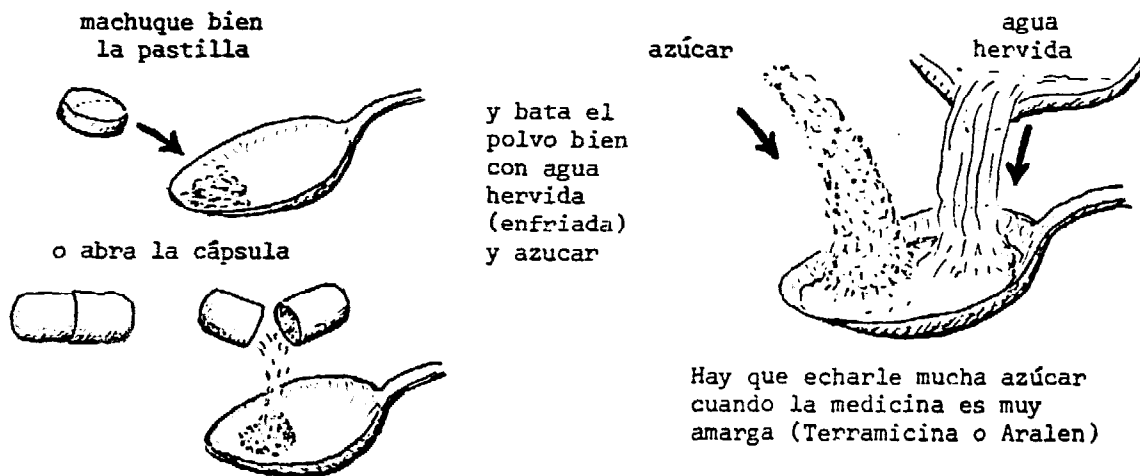 machuque bien
la pastilla
o abra la cápsula
y bata el
polvo bien
con agua
hervida
(enfriada)
y azucar
azúcar
agua
hervida
Hay que echarle mucha azúcar
cuando la medicina es muy
amarga (Terramicina o Aralen)